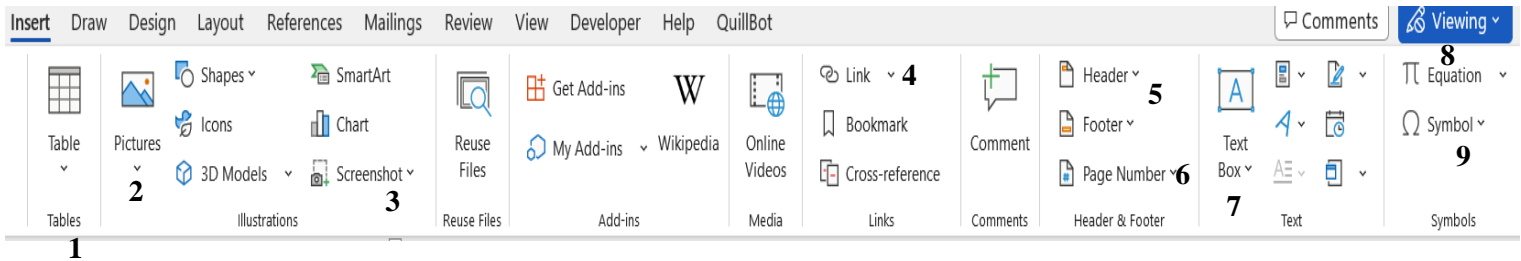 Insert Draw Design Layout References Mailings Review View Developer Help QuillBot Comments Viewing
8
Shapes SmartArt Get Add-ins W Link 4 Header 5 A π Equation
Icons Chart Bookmark Footer Ω Symbol 9
Table Pictures Reuse My Add-ins Wikipedia Online Comment Text
2 3D Models Screenshot 3 Files Videos Cross-reference Page Number 6 Box 7
Tables Illustrations Reuse Files Add-ins Media Links Comments Header & Footer Text Symbols
1